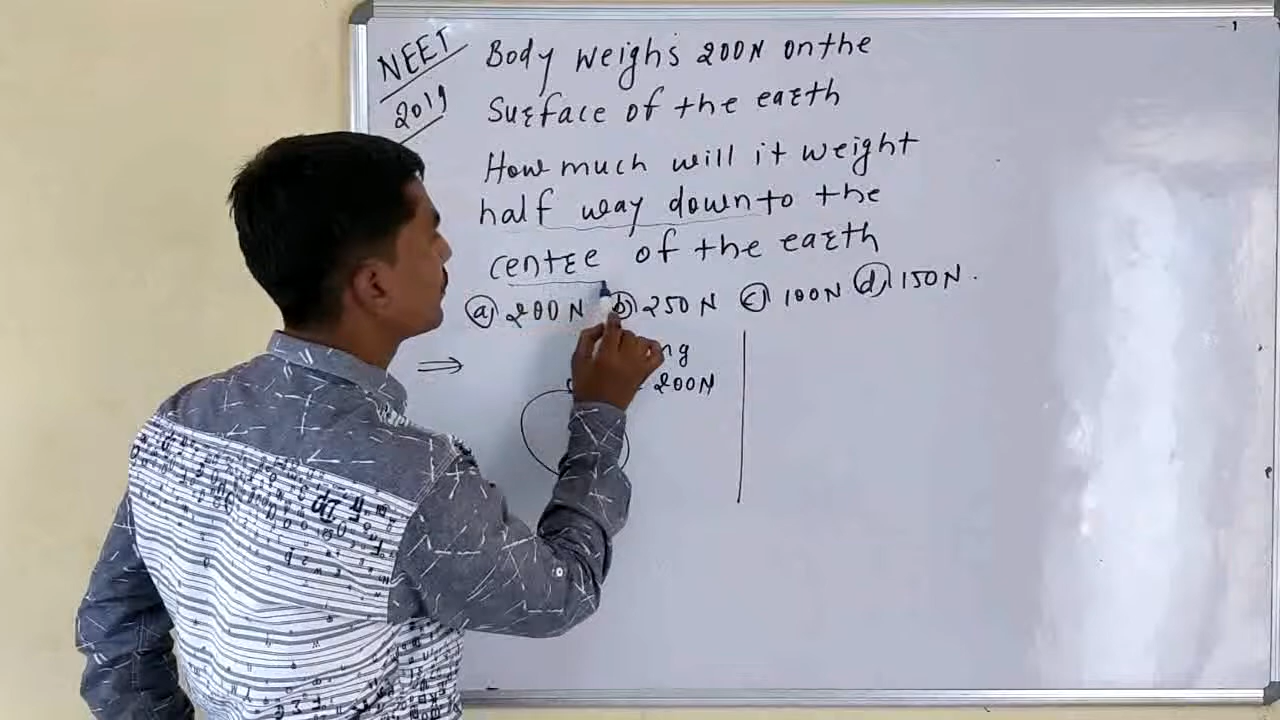 NEET
2019
Body weighs 200N on the
Surface of the earth
How much will it weight
half way down to the
centre of the earth
(a) 200N (b) 250N (c) 100N (d) 150N.
⇒
200N